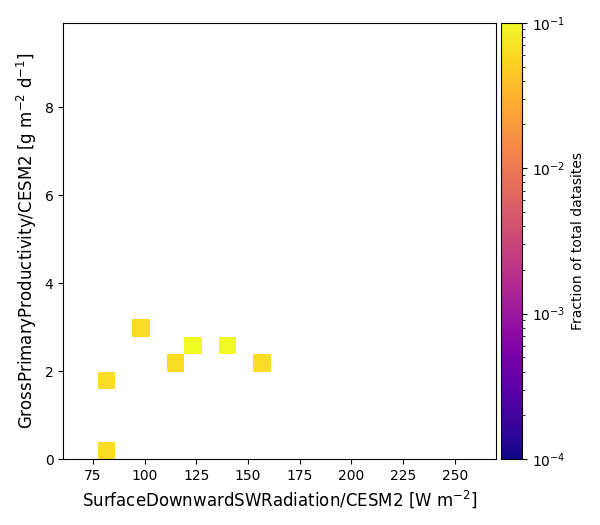 GrossPrimaryProductivity/CESM2 [g m⁻² d⁻¹]
8
6
4
2
0
75 100 125 150 175 200 225 250
SurfaceDownwardSWRadiation/CESM2 [W m⁻²]
10⁻¹
10⁻²
10⁻³
10⁻⁴
Fraction of total datasites